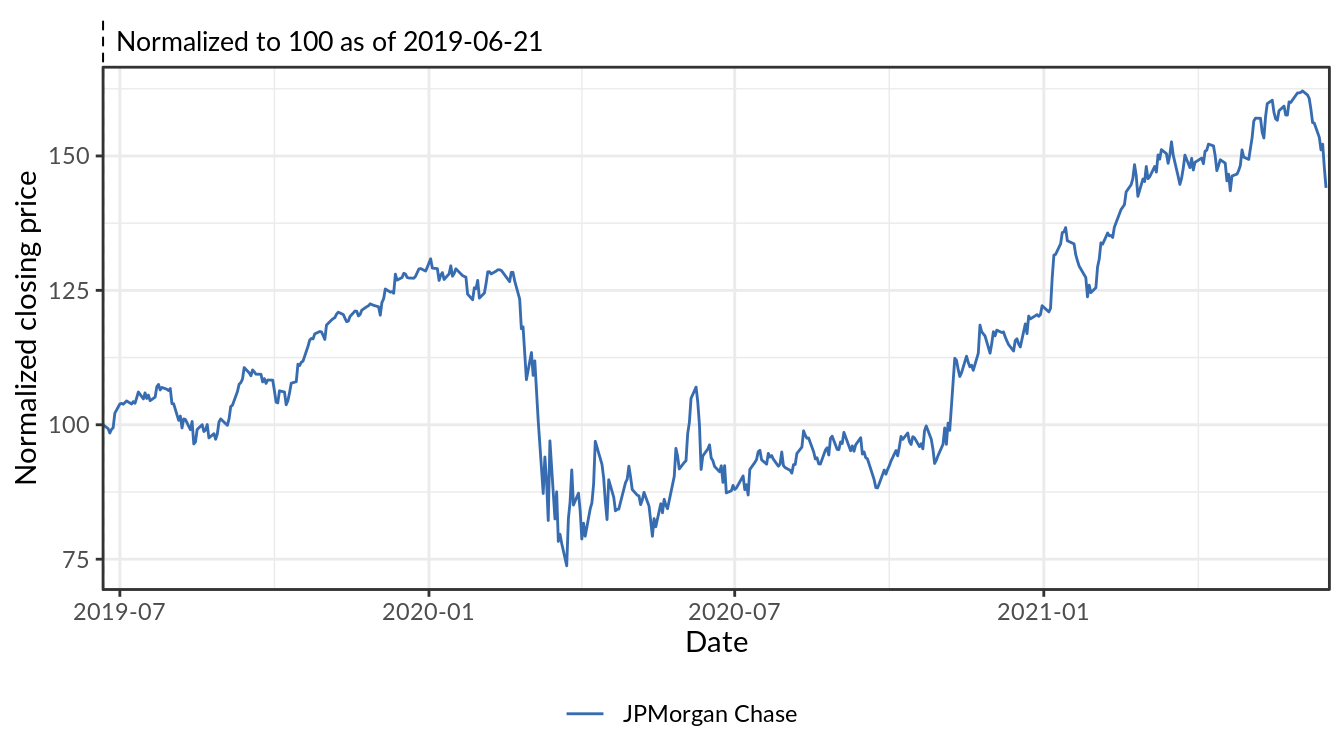 Normalized to 100 as of 2019-06-21
Normalized closing price
150
125
100
75
2019-07
2020-01
2020-07
2021-01
Date
JPMorgan Chase